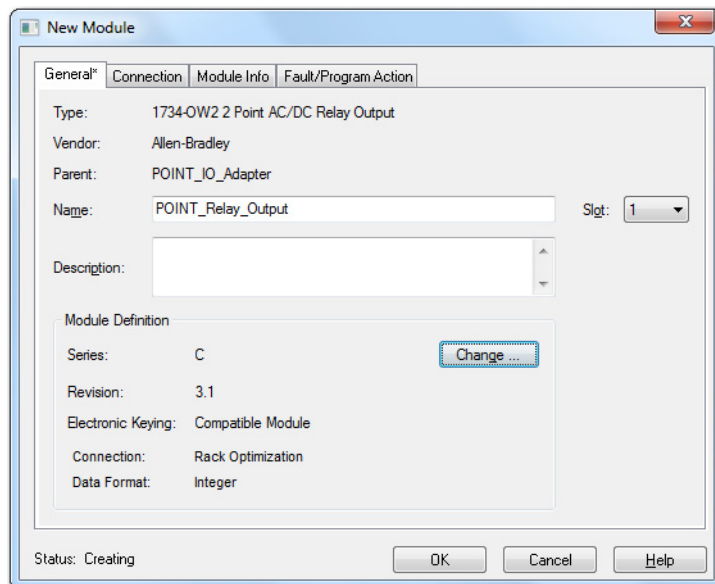 New Module
General* Connection Module Info Fault/Program Action
Type: 1734-OW2 2 Point AC/DC Relay Output
Vendor: Allen-Bradley
Parent: POINT_IO_Adapter
Name: POINT_Relay_Output Slot: 1
Description:
Module Definition
Series: C Change ...
Revision: 3.1
Electronic Keying: Compatible Module
Connection: Rack Optimization
Data Format: Integer
Status: Creating OK Cancel Help